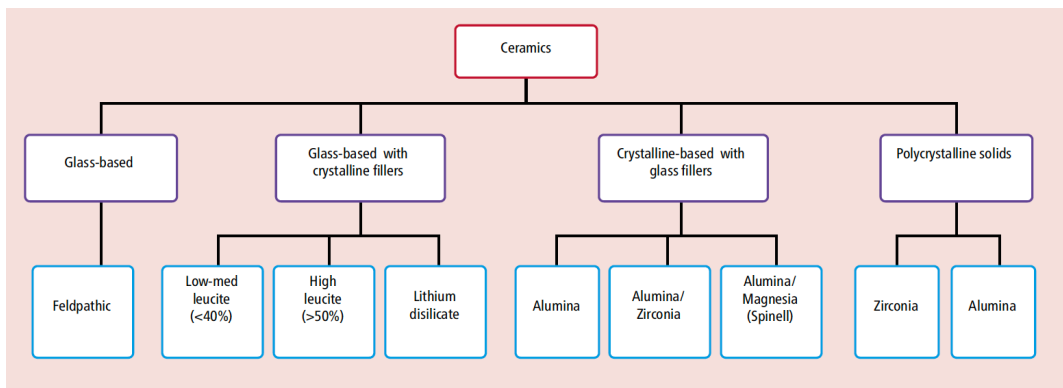 Ceramics
Glass-based
Glass-based with
crystalline fillers
Crystalline-based with
glass fillers
Polycrystalline solids
Feldpathic
Low-med
leucite
(<40%)
High
leucite
(>50%)
Lithium
disilicate
Alumina
Alumina/
Zirconia
Alumina/
Magnesia
(Spinell)
Zirconia
Alumina